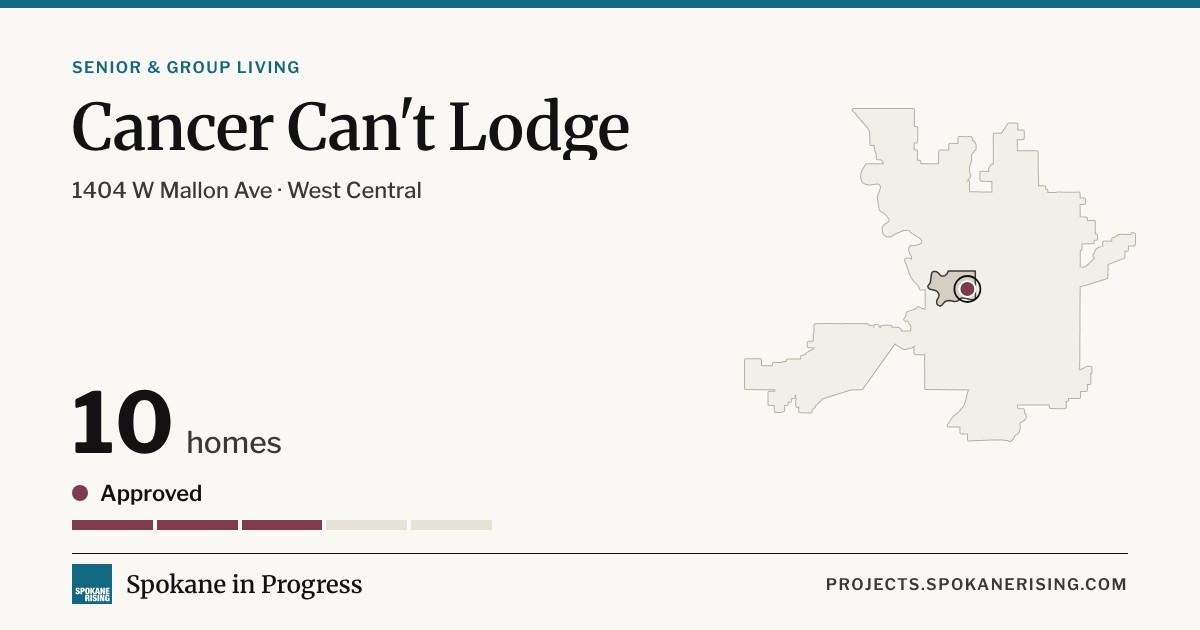 SENIOR & GROUP LIVING
Cancer Can't Lodge
1404 W Mallon Ave · West Central
10 homes
Approved
SPOKANE
RISING
Spokane in Progress
PROJECTS.SPOKANERISING.COM